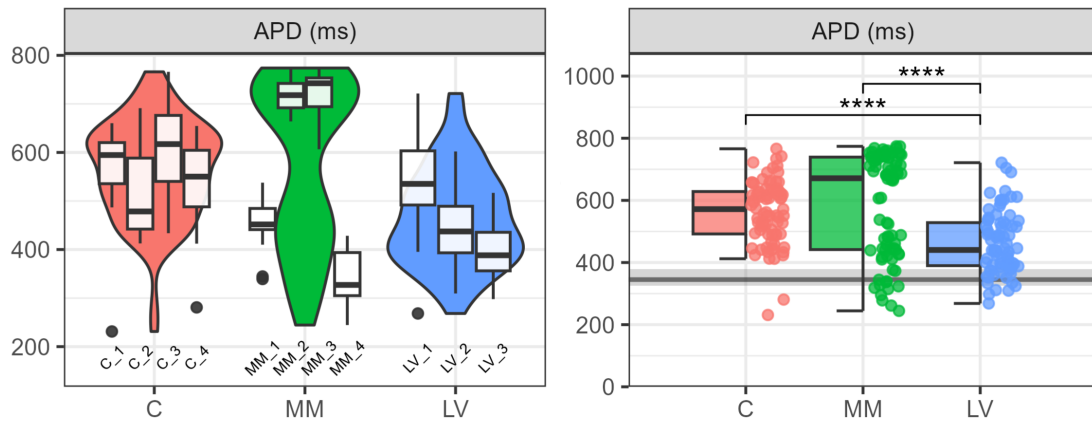 APD (ms)
800
600
400
200
C_1
C_2
C_3
C_4
MM_1
MM_2
MM_3
MM_4
LV_1
LV_2
LV_3
C
MM
LV
APD (ms)
1000
800
600
400
200
0
****
****
C
MM
LV